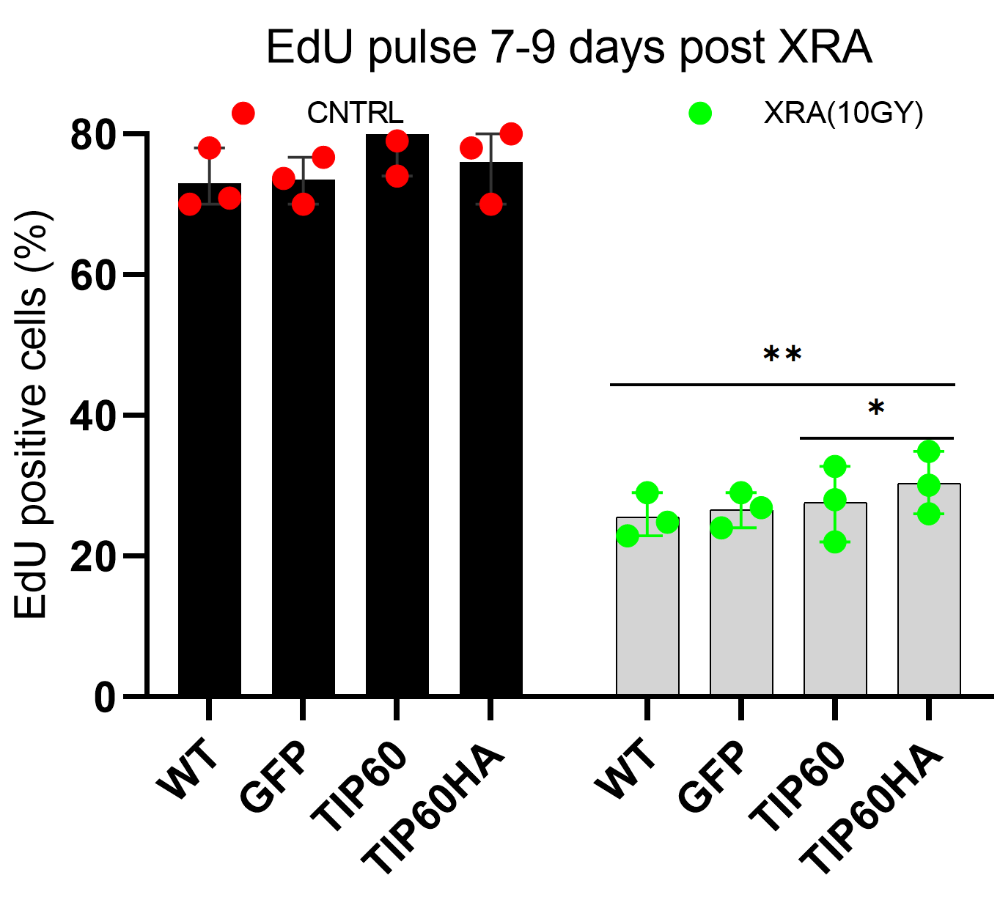 EdU pulse 7-9 days post XRA
CNTRL
XRA(10GY)
EdU positive cells (%)
80
60
40
20
0
**
*
WT
GFP
TIP60
TIP60HA
WT
GFP
TIP60
TIP60HA